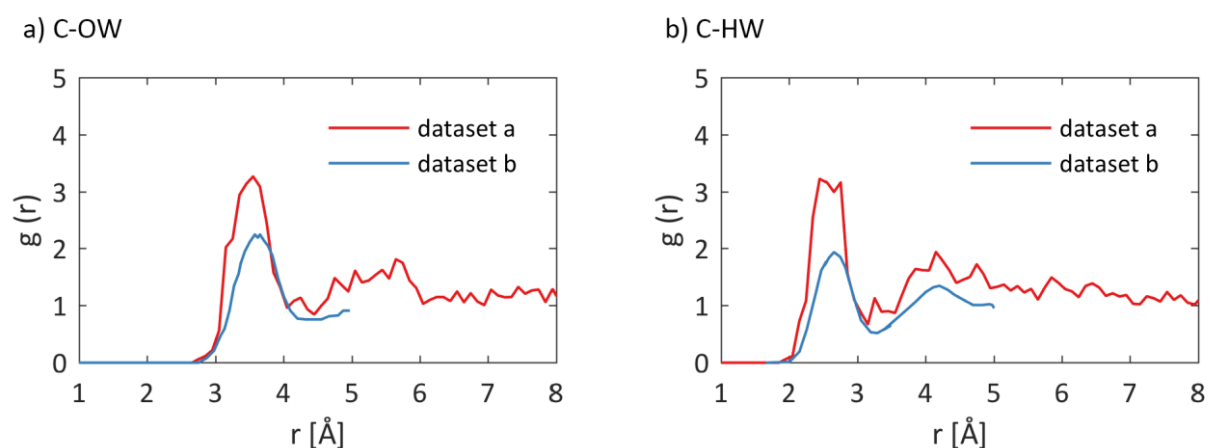 a) C-OW
b) C-HW
5
4
3
2
1
0
g (r)
dataset a
dataset b
1 2 3 4 5 6 7 8
r [Å]
5
4
3
2
1
0
g (r)
dataset a
dataset b
1 2 3 4 5 6 7 8
r [Å]